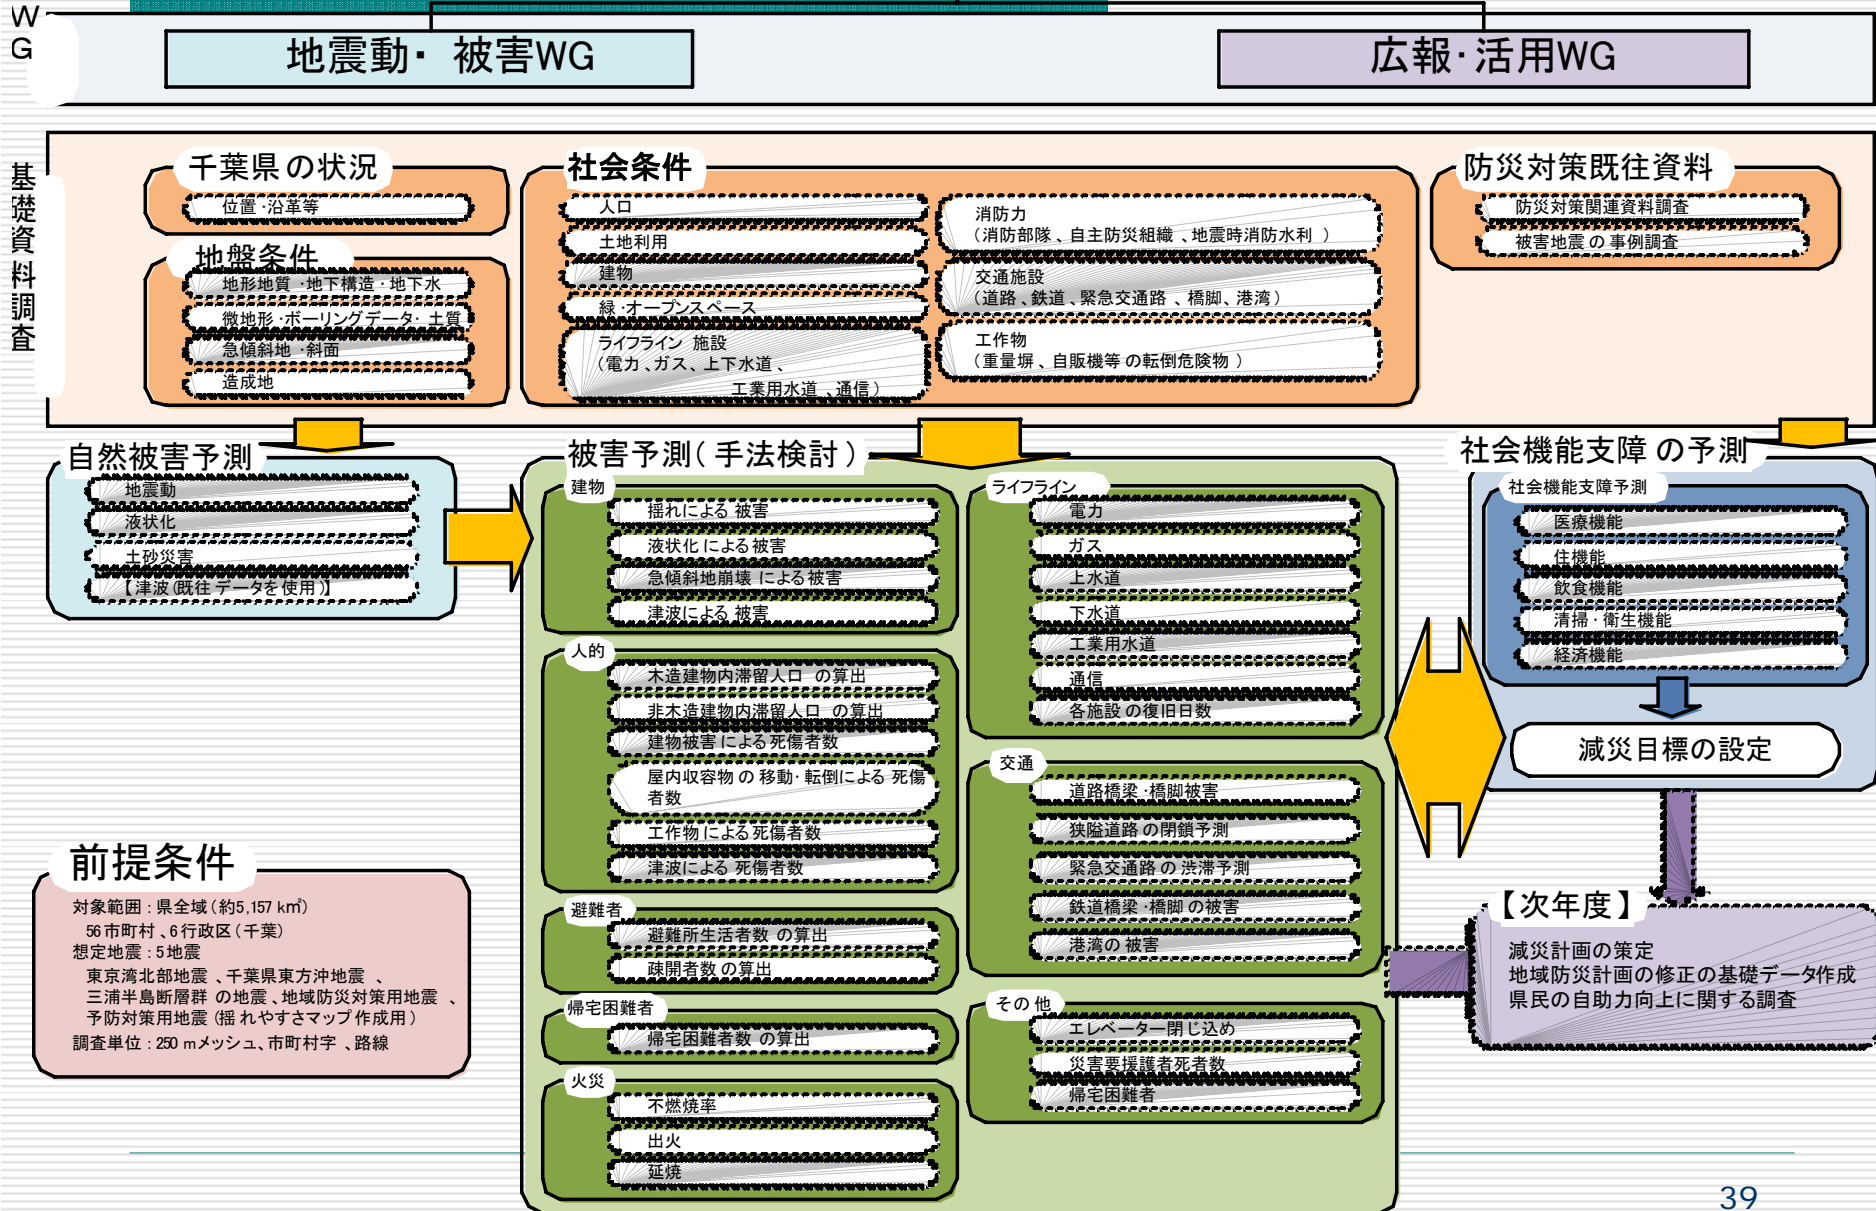 WG
地震動・被害WG
広報・活用WG
基礎資料調査
千葉県の状況
位置・沿革等
地盤条件
地形地質・地下構造・地下水
微地形・ボーリングデータ・土質
急傾斜地・斜面
造成地
社会条件
人口
土地利用
建物
緑・オープンスペース
ライフライン施設
(電力、ガス、上下水道、
工業用水道、通信)
消防力
(消防部隊、自主防災組織、地震時消防水利)
交通施設
(道路、鉄道、緊急交通路、橋脚、港湾)
工作物
(重量塀、自販機等の転倒危険物)
防災対策既往資料
防災対策関連資料調査
被害地震の事例調査
自然被害予測
地震動
液状化
土砂災害
【津波(既往データを使用)】
被害予測(手法検討)
建物
揺れによる被害
液状化による被害
急傾斜地崩壊による被害
津波による被害
人的
木造建物内滞留人口の算出
非木造建物内滞留人口の算出
建物被害による死傷者数
屋内収容物の移動・転倒による死傷
者数
工作物による死傷者数
津波による死傷者数
避難者
避難所生活者数の算出
疎開者数の算出
帰宅困難者
帰宅困難者数の算出
火災
不燃焼率
出火
延焼
ライフライン
電力
ガス
上水道
下水道
工業用水道
通信
各施設の復旧日数
交通
道路橋梁・橋脚被害
狭隘道路の閉鎖予測
緊急交通路の渋滞予測
鉄道橋梁・橋脚の被害
港湾の被害
その他
エレベーター閉じ込め
災害要援護者死者数
帰宅困難者
社会機能支障の予測
社会機能支障予測
医療機能
住機能
飲食機能
清掃・衛生機能
経済機能
減災目標の設定
【次年度】
減災計画の策定
地域防災計画の修正の基礎データ作成
県民の自助力向上に関する調査
前提条件
対象範囲:県全域(約5,157k㎡)
56市町村、6行政区(千葉)
想定地震:5地震
東京湾北部地震、千葉県東方沖地震、
三浦半島断層群の地震、地域防災対策用地震、
予防対策用地震(揺れやすさマップ作成用)
調査単位:250mメッシュ、市町村字、路線
39